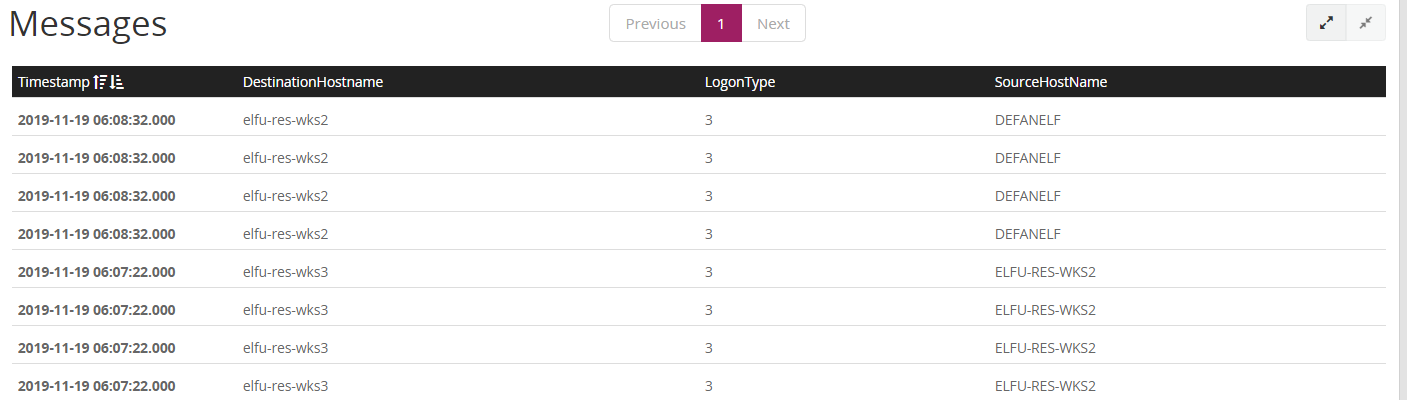 Messages
Previous 1 Next
Timestamp DestinationHostname LogonType SourceHostName
2019-11-19 06:08:32.000 elfu-res-wks2 3 DEFANELF
2019-11-19 06:08:32.000 elfu-res-wks2 3 DEFANELF
2019-11-19 06:08:32.000 elfu-res-wks2 3 DEFANELF
2019-11-19 06:08:32.000 elfu-res-wks2 3 DEFANELF
2019-11-19 06:07:22.000 elfu-res-wks3 3 ELFU-RES-WKS2
2019-11-19 06:07:22.000 elfu-res-wks3 3 ELFU-RES-WKS2
2019-11-19 06:07:22.000 elfu-res-wks3 3 ELFU-RES-WKS2
2019-11-19 06:07:22.000 elfu-res-wks3 3 ELFU-RES-WKS2